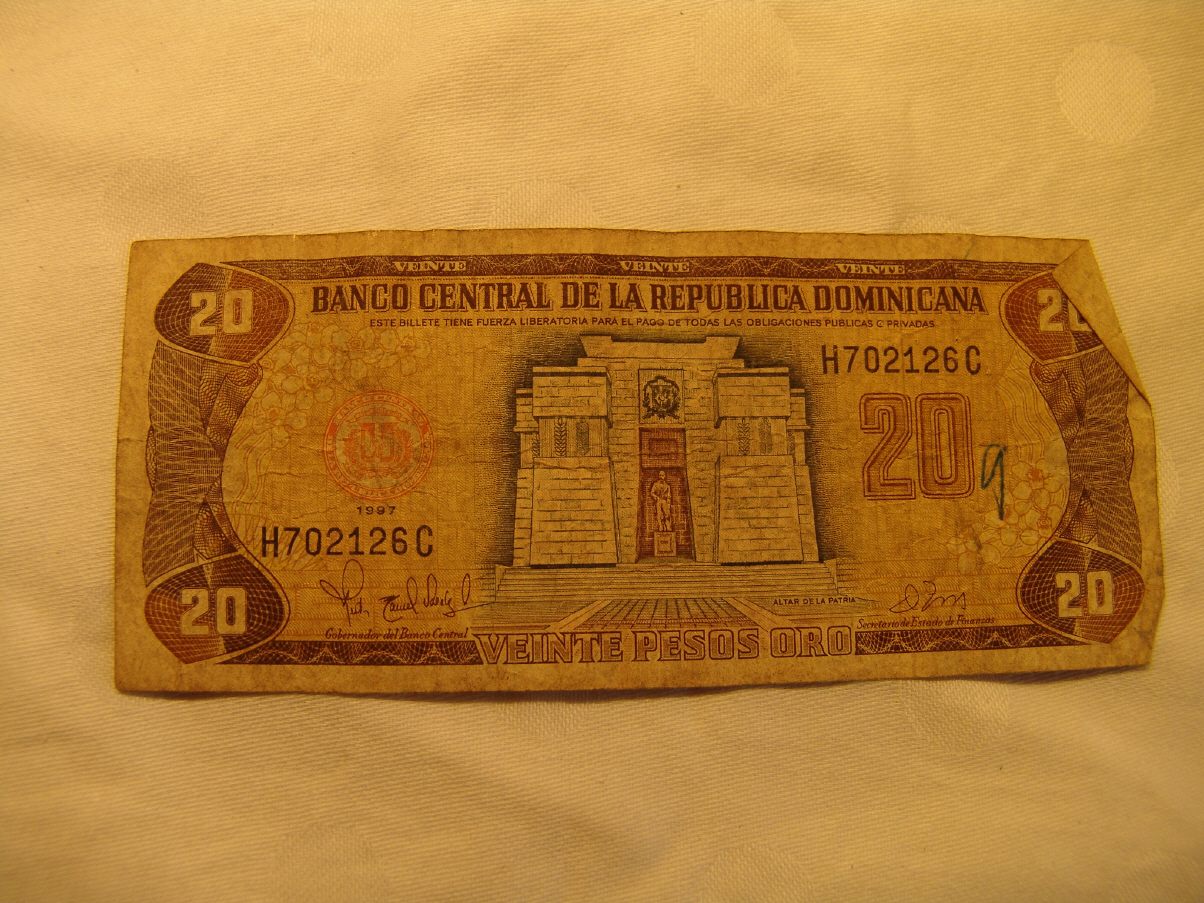 VEINTE VEINTE VEINTE
20 BANCO CENTRAL DE LA REPUBLICA DOMINICANA 2
ESTE BILLETE TIENE FUERZA LIBERATORIA PARA EL PAGO DE TODAS LAS OBLIGACIONES PUBLICAS O PRIVADAS
H702126C
20 9
1997
H702126C
ALTAR DE LA PATRIA
20 20
Gobernador del Banco Central
VEINTE PESOS ORO
Secretario de Estado de Finanzas